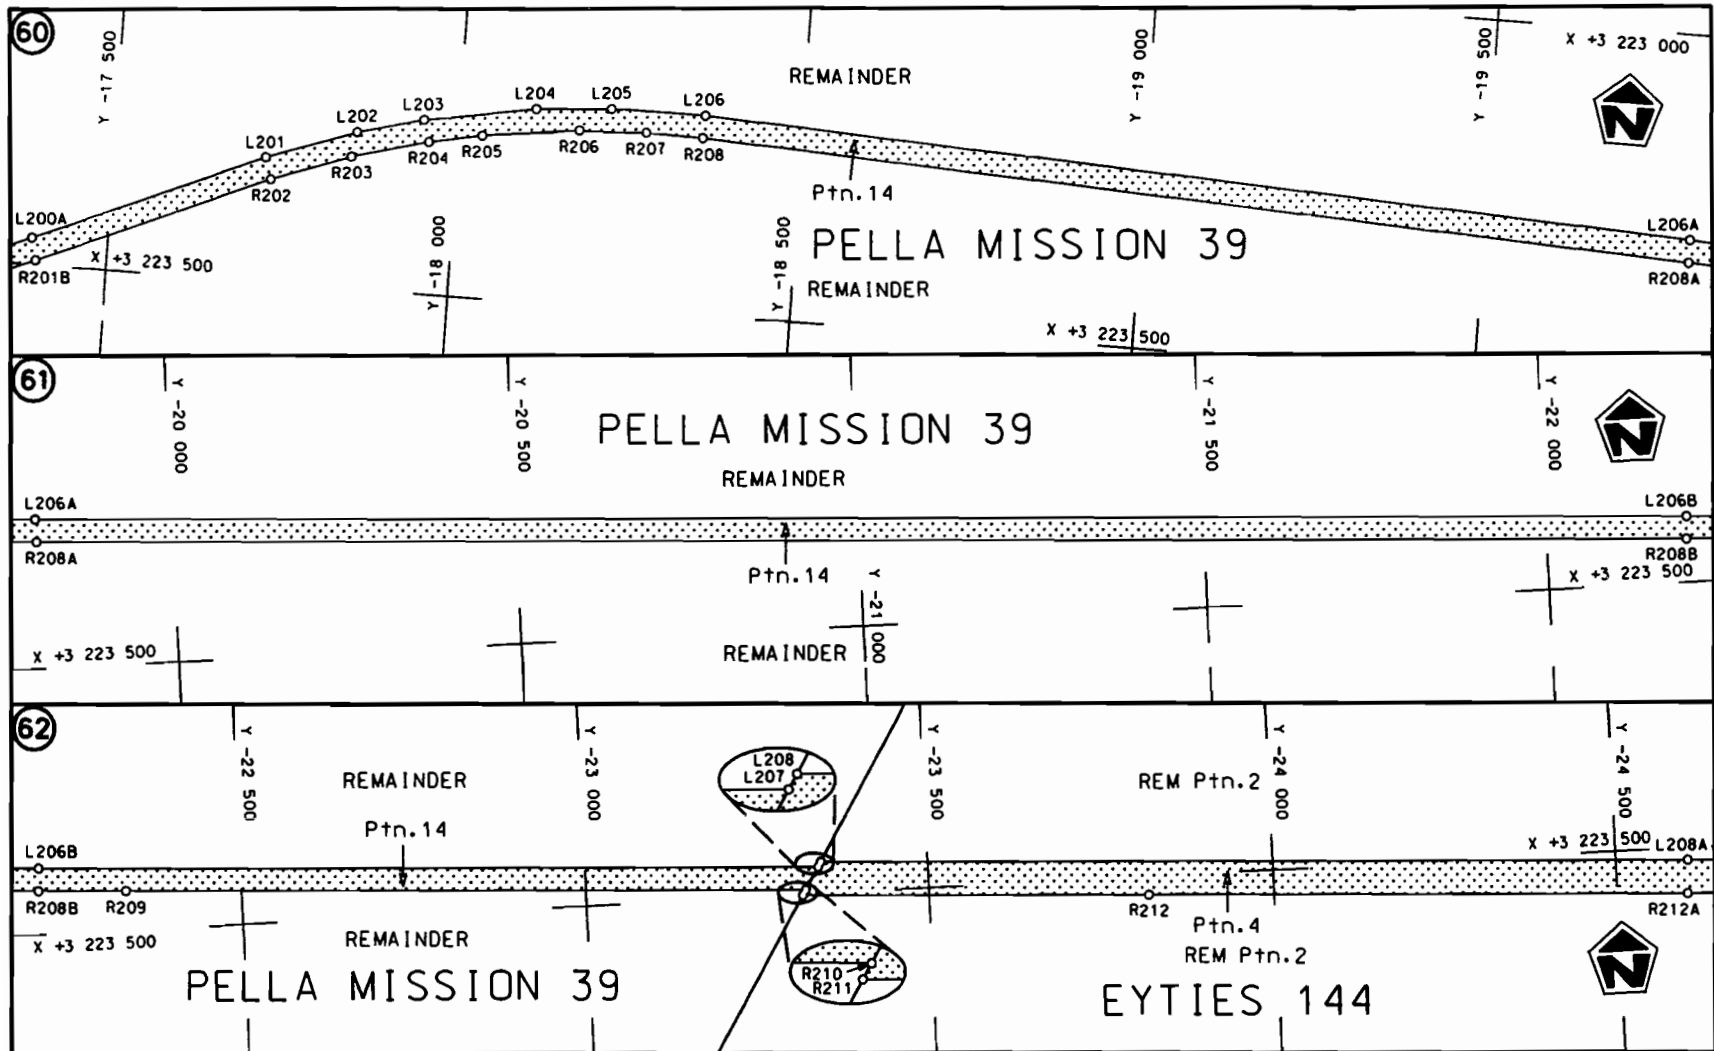 60
Y -17 500
Y -19 000
Y -19 500
X +3 223 000
REMAINDER
L204
L205
L206
L203
L202
L201
R206
R207
R208
R205
R204
R203
R202
Ptn.14
L200A
R201B
X +3 223 500
Y -18 000
Y -18 500
PELLA MISSION 39
REMAINDER
L206A
R208A
X +3 223 500
61
Y -20 000
Y -20 500
Y -21 500
Y -22 000
PELLA MISSION 39
REMAINDER
L206A
L206B
R208A
R208B
Ptn.14
Y -21 000
X +3 223 500
X +3 223 500
REMAINDER
62
Y -22 500
Y -23 000
Y -23 500
Y -24 000
Y -24 500
REMAINDER
L208
L207
REM Ptn.2
Ptn.14
L206B
X +3 223 500
L208A
R208B
R209
R212
R212A
Ptn.4
X +3 223 500
REMAINDER
REM Ptn.2
R210
R211
PELLA MISSION 39
EYTIES 144
N
N
N